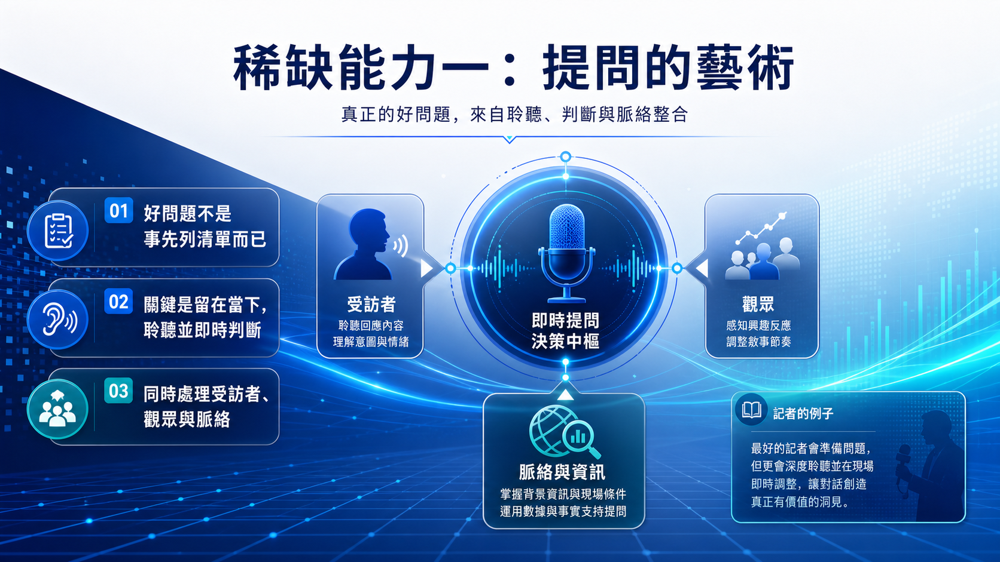 稀缺能力一：提問的藝術
真正的好問題，來自聆聽、判斷與脈絡整合
01
好問題不是
事先列清單而已
02
關鍵是留在當下，
聆聽並即時判斷
03
同時處理受訪者、
觀眾與脈絡
受訪者
聆聽回應內容
理解意圖與情緒
即時提問
決策中樞
觀眾
感知興趣反應
調整敘事節奏
脈絡與資訊
掌握背景資訊與現場條件
運用數據與事實支持提問
記者的例子
最好的記者會準備問題，
但更會深度聆聽並在現場
即時調整，讓對話創造
真正有價值的洞見。